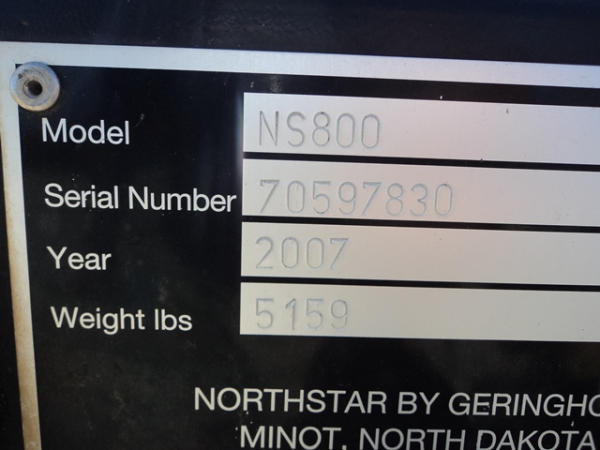 Model NS800
Serial Number 70597830
Year 2007
Weight lbs 5159
NORTHSTAR BY GERINGHO
MINOT, NORTH DAKOTA